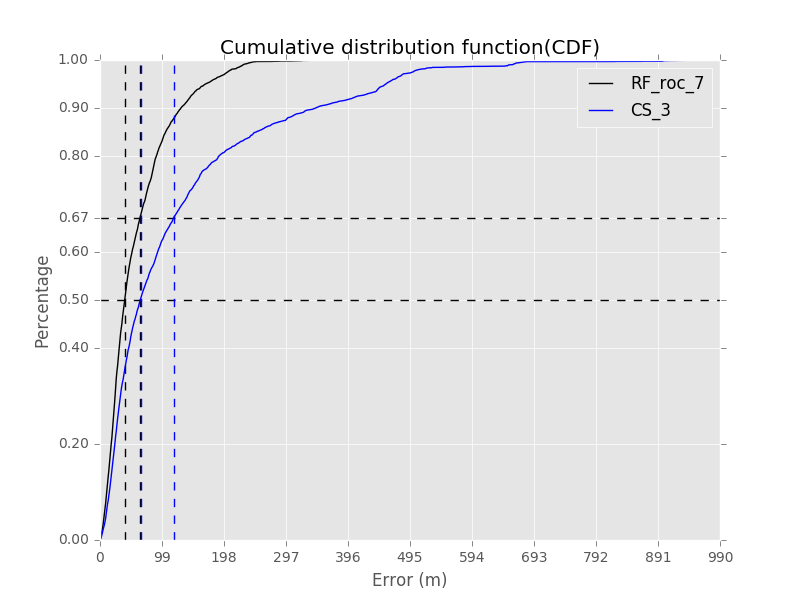 Cumulative distribution function(CDF)
1.00
0.90
0.80
0.67
0.60
0.50
0.40
0.20
0.00
Percentage
RF_roc_7
CS_3
0 99 198 297 396 495 594 693 792 891 990
Error (m)